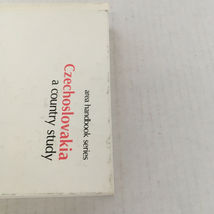 area handbook series
Czechoslovakia
a country study